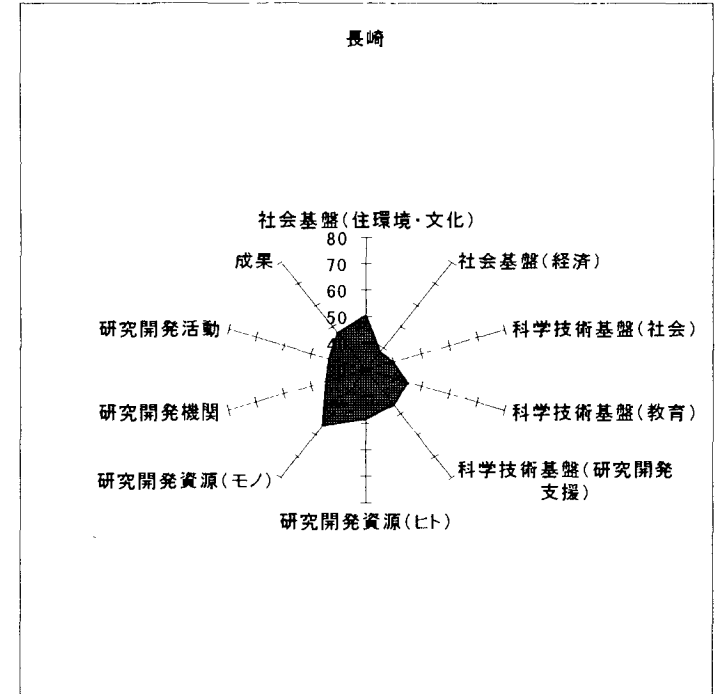 長崎
社会基盤(住環境・文化)
80
70
60
50
40
成果
社会基盤(経済)
研究開発活動
科学技術基盤(社会)
研究開発機関
科学技術基盤(教育)
研究開発資源(モノ)
科学技術基盤(研究開発
支援)
研究開発資源(ヒト)